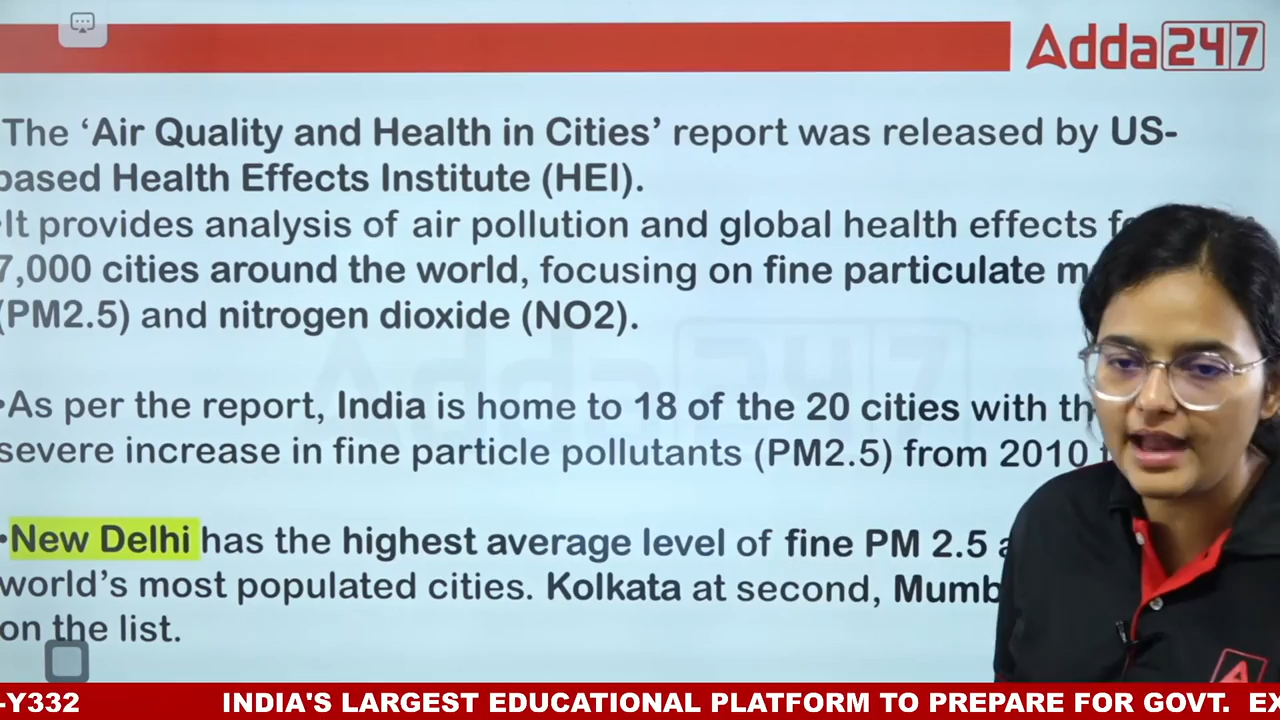 Adda247
The ‘Air Quality and Health in Cities’ report was released by US-
based Health Effects Institute (HEI).
•It provides analysis of air pollution and global health effects
7,000 cities around the world, focusing on fine particulate
(PM2.5) and nitrogen dioxide (NO2).
•As per the report, India is home to 18 of the 20 cities with
severe increase in fine particle pollutants (PM2.5) from 2010
•New Delhi has the highest average level of fine PM 2.5
world’s most populated cities. Kolkata at second,
on the list.
-Y332 INDIA'S LARGEST EDUCATIONAL PLATFORM TO PREPARE FOR GOVT.